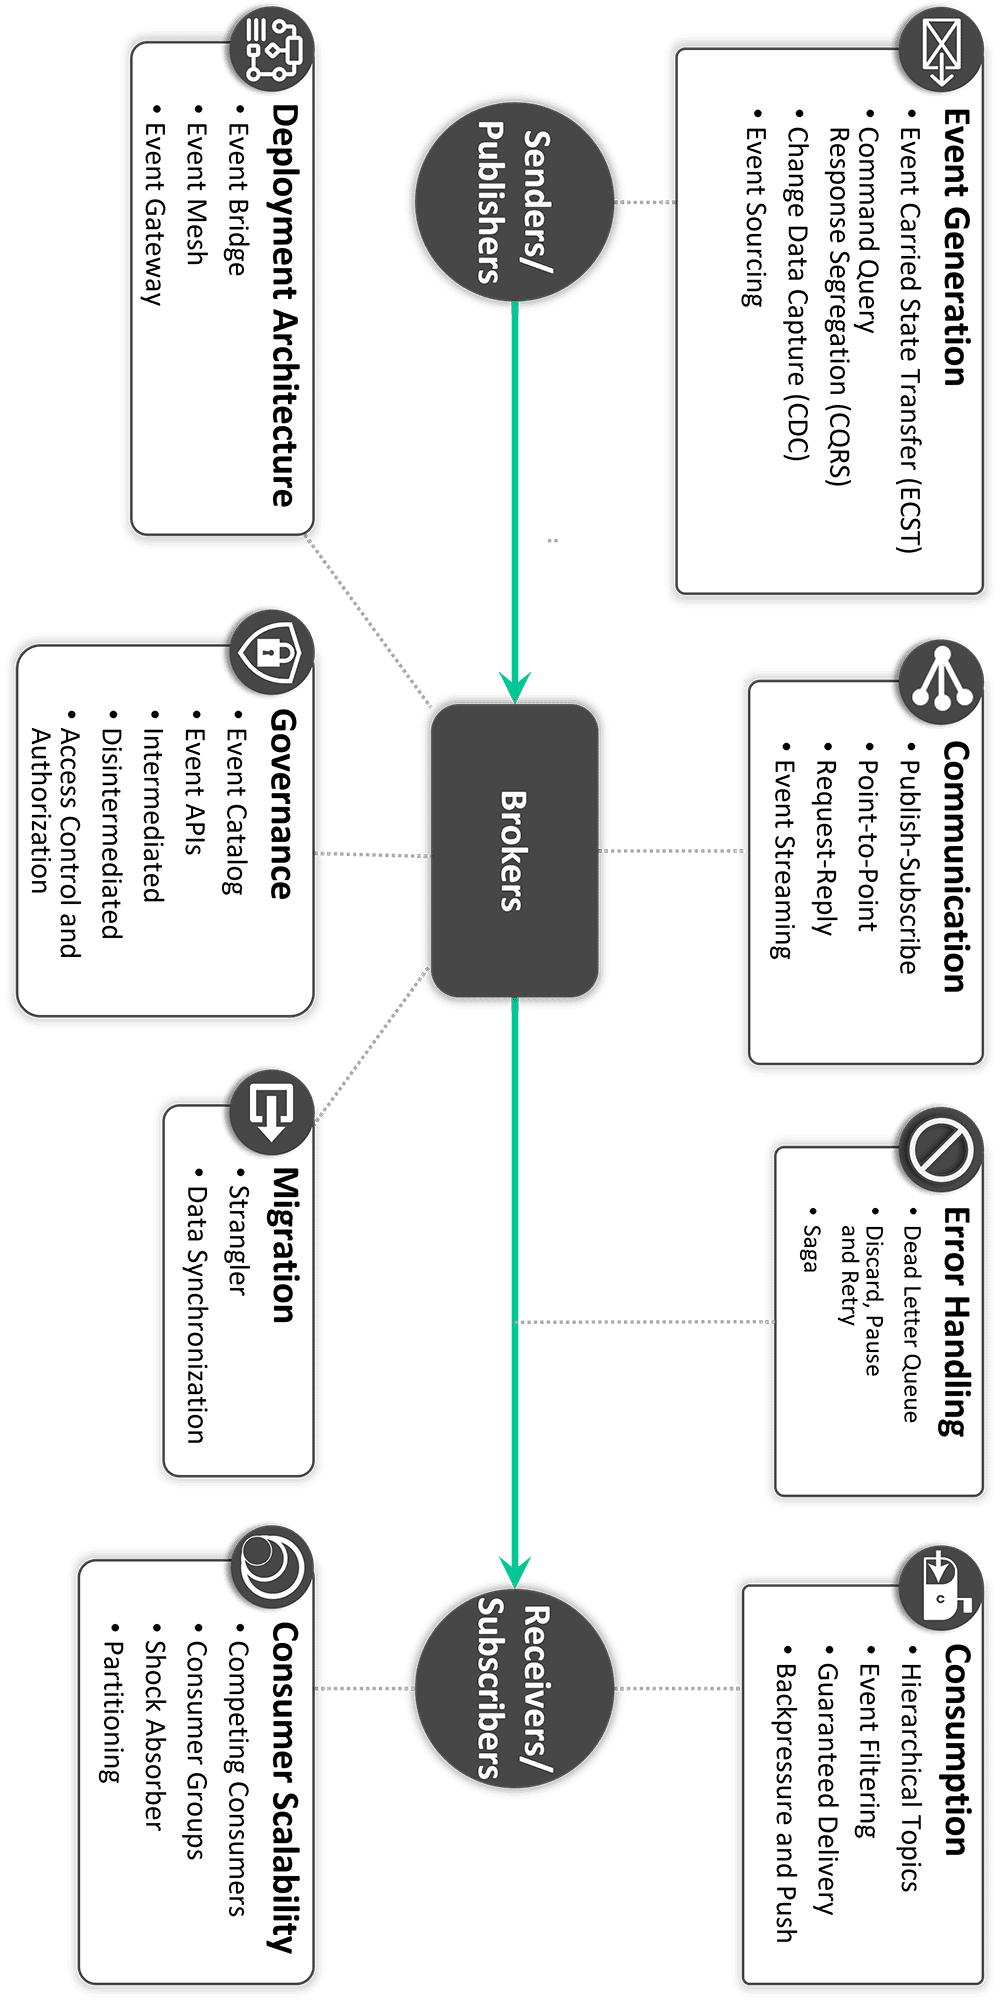 Event Generation
• Event Carried State Transfer (ECST)
• Command Query
Response Segregation (CQRS)
• Change Data Capture (CDC)
• Event Sourcing
Communication
• Publish-Subscribe
• Point-to-Point
• Request-Reply
• Event Streaming
Error Handling
• Dead Letter Queue
• Discard, Pause
and Retry
• Saga
Consumption
• Hierarchical Topics
• Event Filtering
• Guaranteed Delivery
• Backpressure and Push
Senders/
Publishers
Brokers
Receivers/
Subscribers
Deployment Architecture
• Event Bridge
• Event Mesh
• Event Gateway
Governance
• Event Catalog
• Event APIs
• Intermediated
• Disintermediated
• Access Control and
Authorization
Migration
• Strangler
• Data Synchronization
Consumer Scalability
• Competing Consumers
• Consumer Groups
• Shock Absorber
• Partitioning